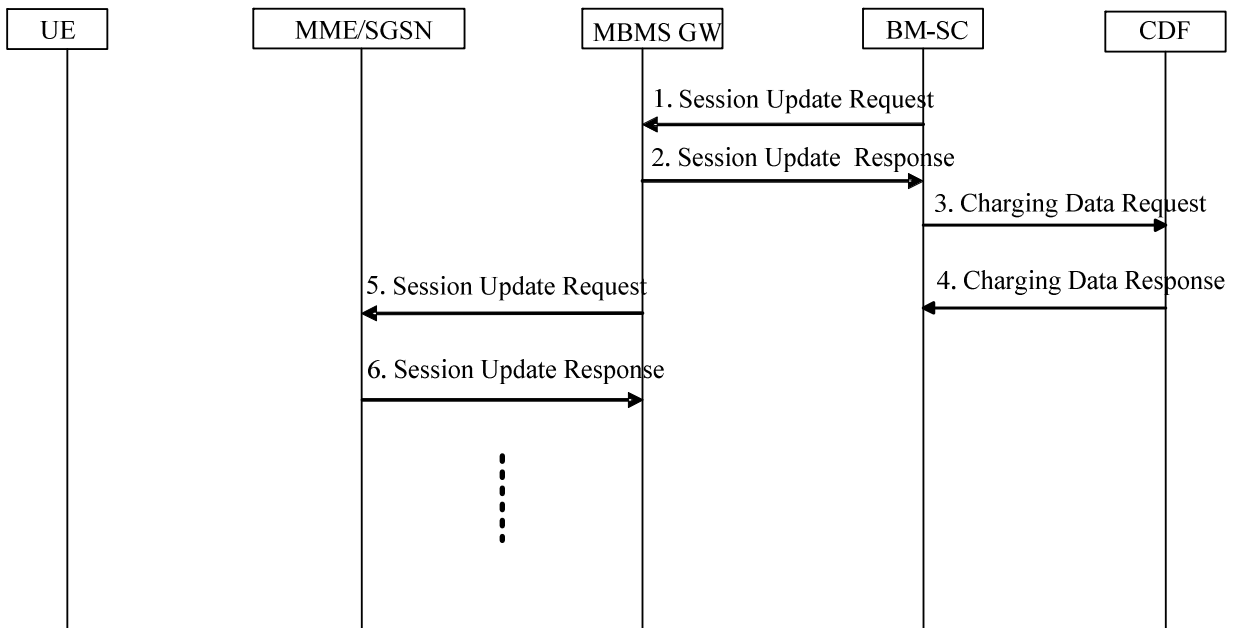 UE
MME/SGSN
MBMS GW
BM-SC
CDF
1. Session Update Request
2. Session Update  Response
3. Charging Data Request
4. Charging Data Response
5. Session Update Request
6. Session Update Response